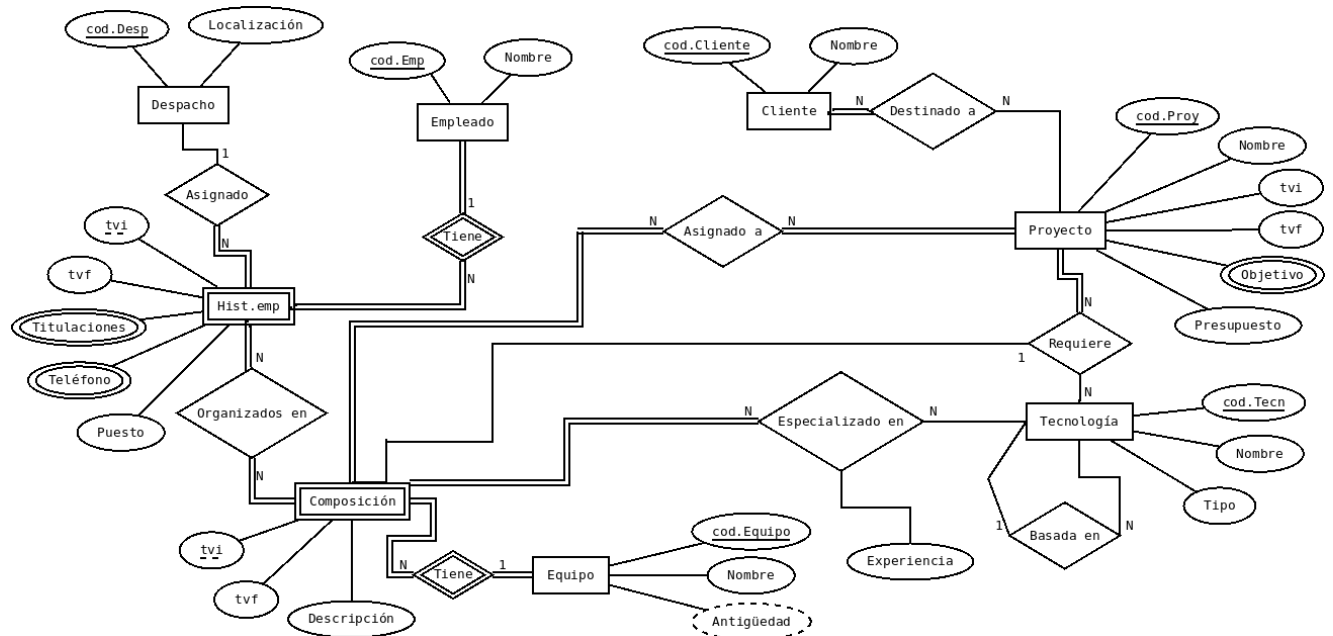 cod.Desp
Localización
Despacho
cod.Emp
Nombre
Empleado
cod.Cliente
Nombre
Cliente
N
Destinado a
N
cod.Proy
Nombre
tvi
tvf
Objetivo
Presupuesto
Proyecto
1
Asignado
N
1
Tiene
N
N
Asignado a
N
tvi
tvf
Titulaciones
Teléfono
Puesto
Hist.emp
N
Organizados en
N
N
Requiere
1
N
N
Especializado en
N
Experiencia
Tecnología
cod.Tecn
Nombre
Tipo
1
Basada en
N
Composición
tvi
tvf
Descripción
N
Tiene
1
Equipo
cod.Equipo
Nombre
Antigüedad